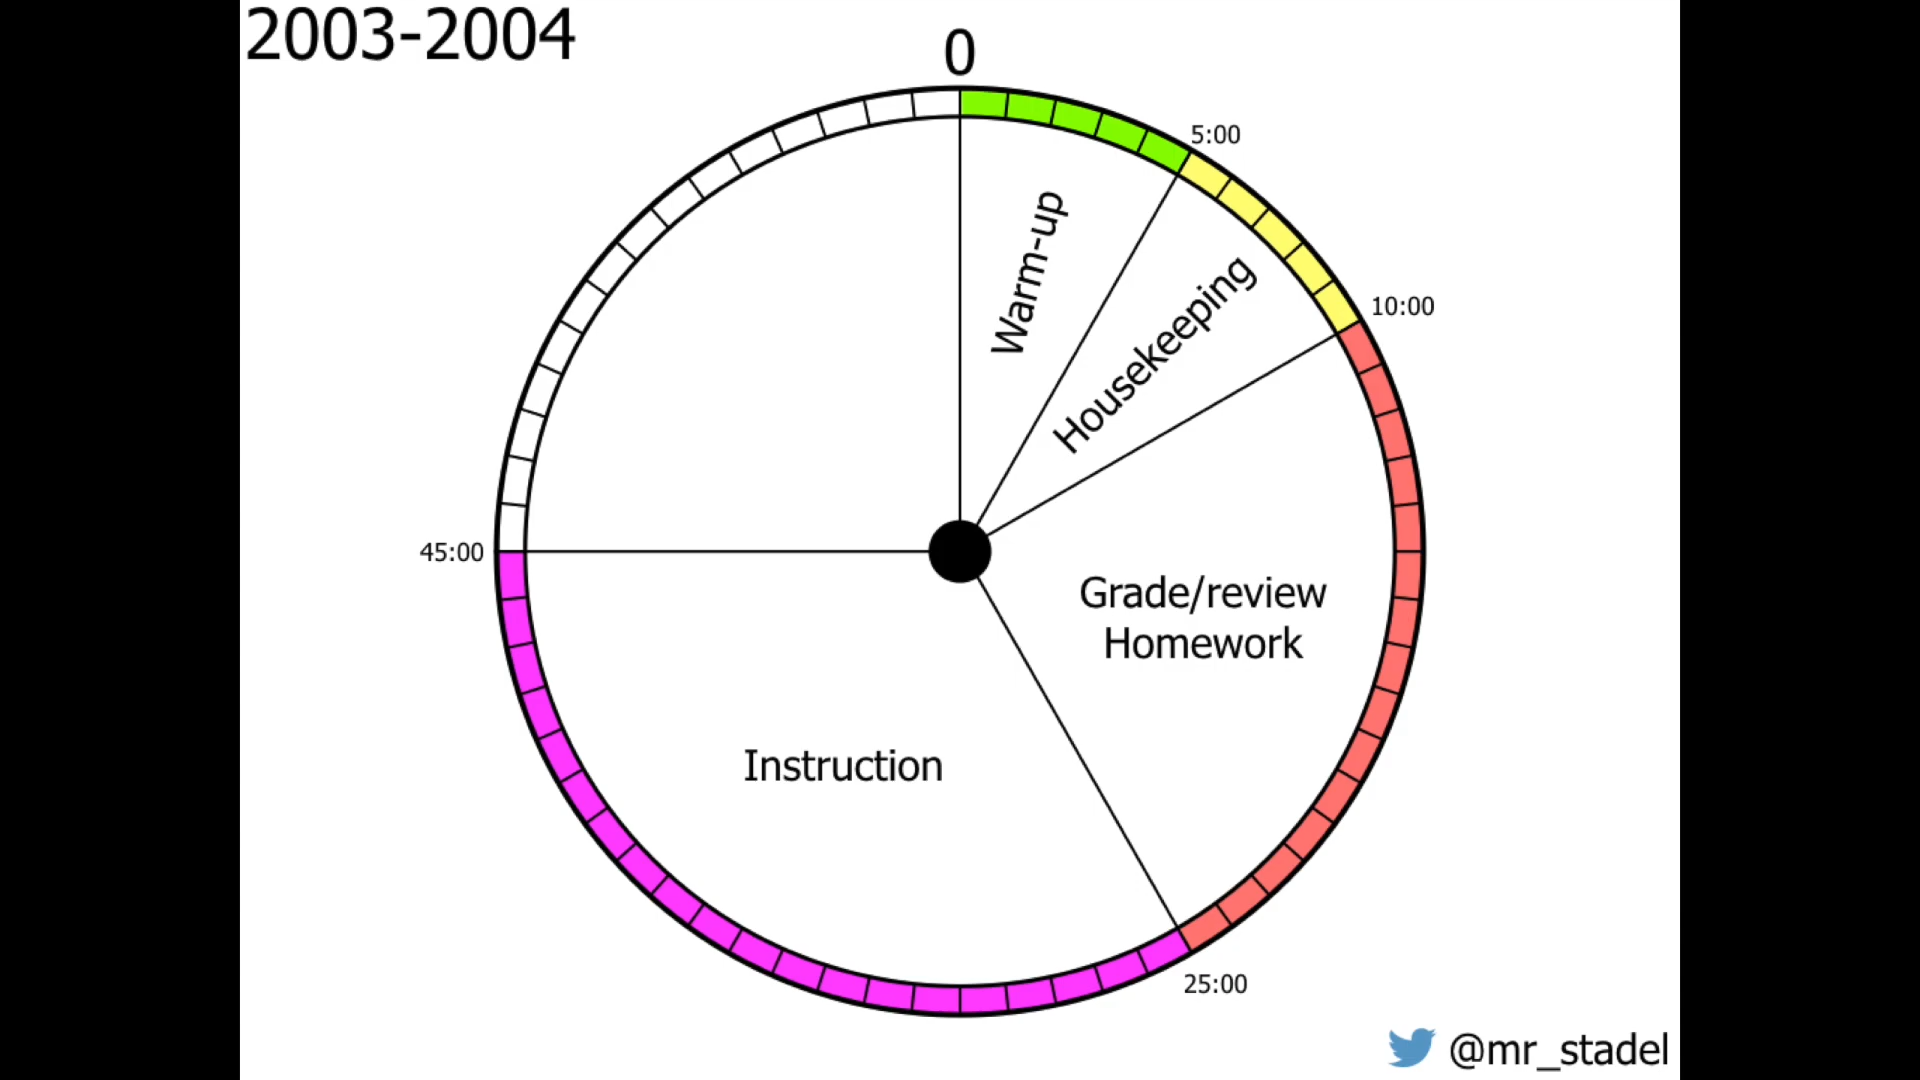 2003-2004
0
5:00
10:00
Warm-up
Housekeeping
45:00
Grade/review
Homework
Instruction
25:00
@mr_stadel